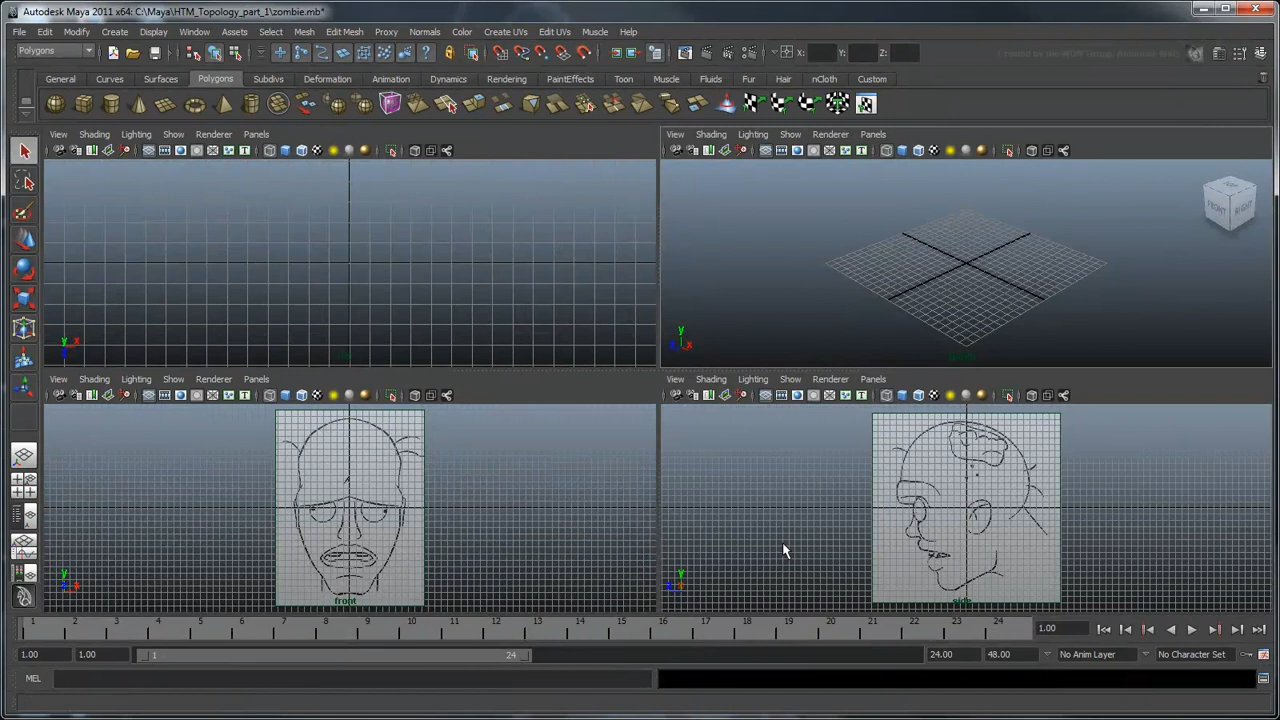 Autodesk Maya 2011 x64: C:\Maya\HTM_Topology_part_1\zombie.mb*
File Edit Modify Create Display Window Assets Select Mesh Edit Mesh Proxy Normals Color Create UVs Edit UVs Muscle Help
Polygons X: Y: Z:
General Curves Surfaces Polygons Subdivs Deformation Animation Dynamics Rendering PaintEffects Toon Muscle Fluids Fur Hair nCloth Custom
View Shading Lighting Show Renderer Panels
View Shading Lighting Show Renderer Panels
TOP
FRONT RIGHT
y x
z
y
z x
View Shading Lighting Show Renderer Panels
View Shading Lighting Show Renderer Panels
y
z x
front
y
z x
side
1 2 3 4 5 6 7 8 9 10 11 12 13 14 15 16 17 18 19 20 21 22 23 24 1.00
1.00 1.00 1 24 24.00 48.00 No Anim Layer No Character Set
MEL